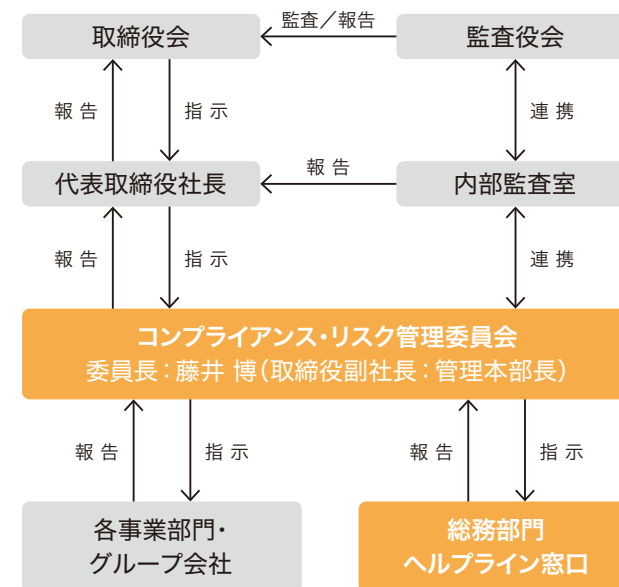 取締役会
監査／報告
監査役会
報告
指示
連携
代表取締役社長
報告
内部監査室
報告
指示
連携
コンプライアンス・リスク管理委員会
委員長：藤井 博（取締役副社長：管理本部長）
報告
指示
報告
指示
各事業部門・
グループ会社
総務部門
ヘルプライン窓口